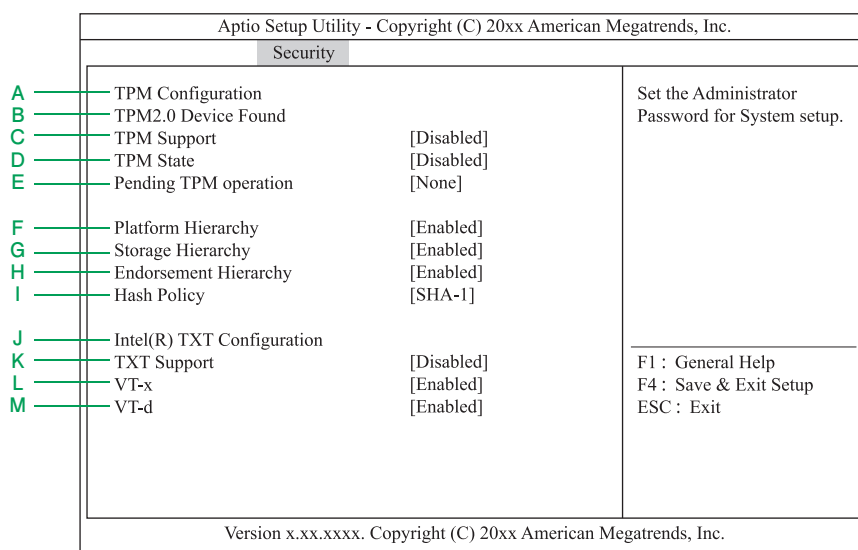 Aptio Setup Utility - Copyright (C) 20xx American Megatrends, Inc.
Security
A TPM Configuration
B TPM2.0 Device Found
C TPM Support [Disabled]
D TPM State [Disabled]
E Pending TPM operation [None]
F Platform Hierarchy [Enabled]
G Storage Hierarchy [Enabled]
H Endorsement Hierarchy [Enabled]
I Hash Policy [SHA-1]
J Intel(R) TXT Configuration
K TXT Support [Disabled]
L VT-x [Enabled]
M VT-d [Enabled]
Set the Administrator
Password for System setup.
F1 : General Help
F4 : Save & Exit Setup
ESC : Exit
Version x.xx.xxxx. Copyright (C) 20xx American Megatrends, Inc.